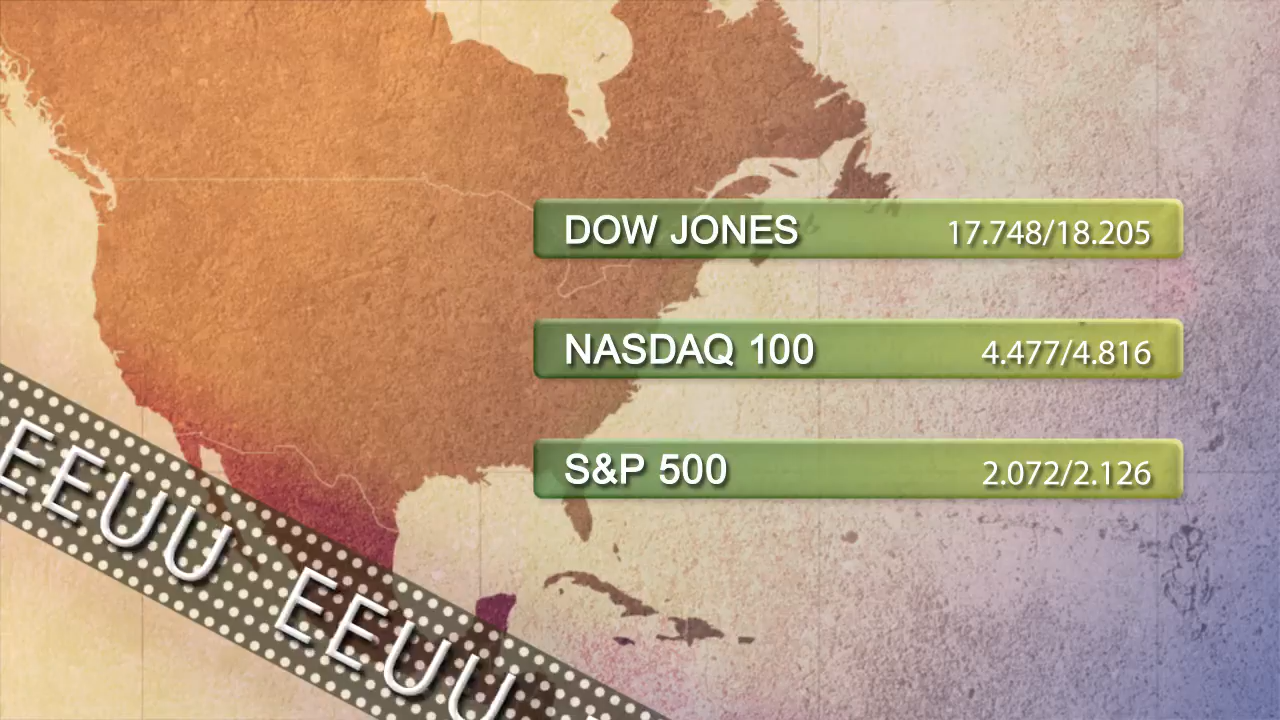 DOW JONES 17.748/18.205
NASDAQ 100 4.477/4.816
S&P 500 2.072/2.126
EEUU EEUU